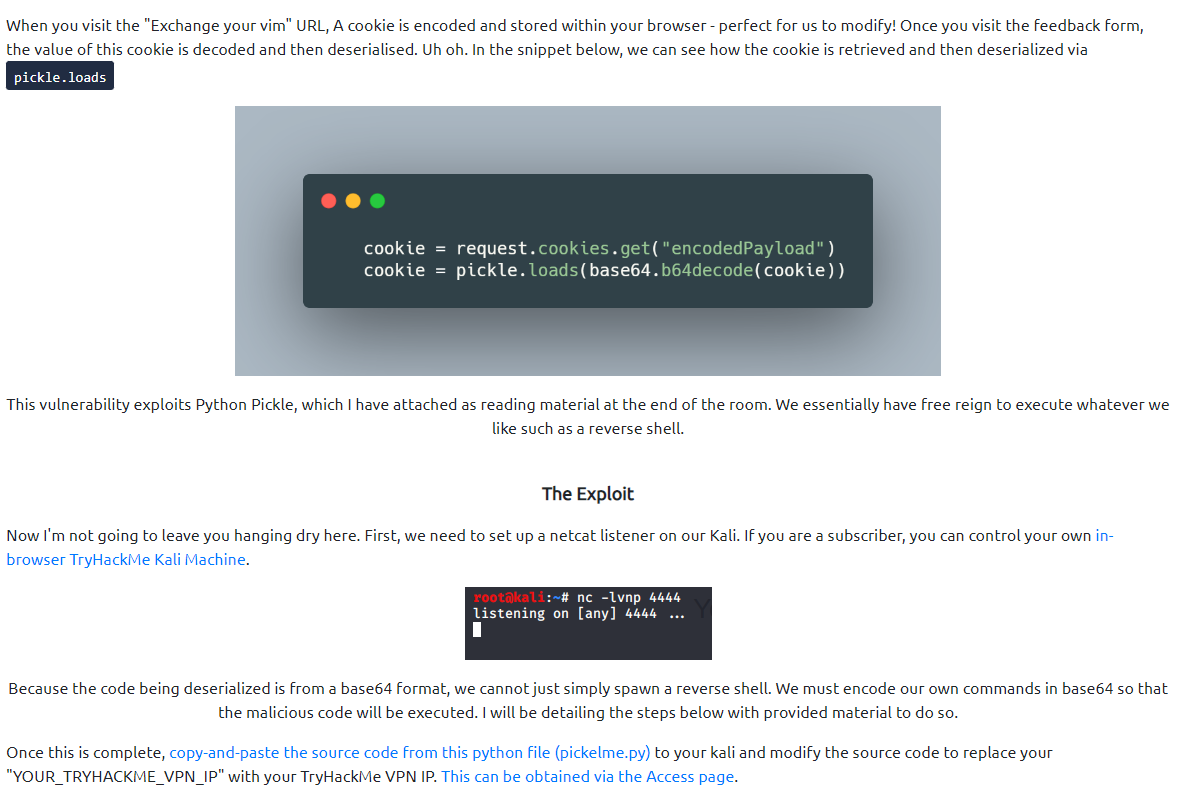 When you visit the "Exchange your vim" URL, A cookie is encoded and stored within your browser - perfect for us to modify! Once you visit the feedback form,
the value of this cookie is decoded and then deserialised. Uh oh. In the snippet below, we can see how the cookie is retrieved and then deserialized via
pickle.loads
cookie = request.cookies.get("encodedPayload")
cookie = pickle.loads(base64.b64decode(cookie))
This vulnerability exploits Python Pickle, which I have attached as reading material at the end of the room. We essentially have free reign to execute whatever we
like such as a reverse shell.
The Exploit
Now I'm not going to leave you hanging dry here. First, we need to set up a netcat listener on our Kali. If you are a subscriber, you can control your own in-
browser TryHackMe Kali Machine.
root@kali:~# nc -lvnp 4444
listening on [any] 4444 ...
Because the code being deserialized is from a base64 format, we cannot just simply spawn a reverse shell. We must encode our own commands in base64 so that
the malicious code will be executed. I will be detailing the steps below with provided material to do so.
Once this is complete, copy-and-paste the source code from this python file (pickelme.py) to your kali and modify the source code to replace your
"YOUR_TRYHACKME_VPN_IP" with your TryHackMe VPN IP. This can be obtained via the Access page.